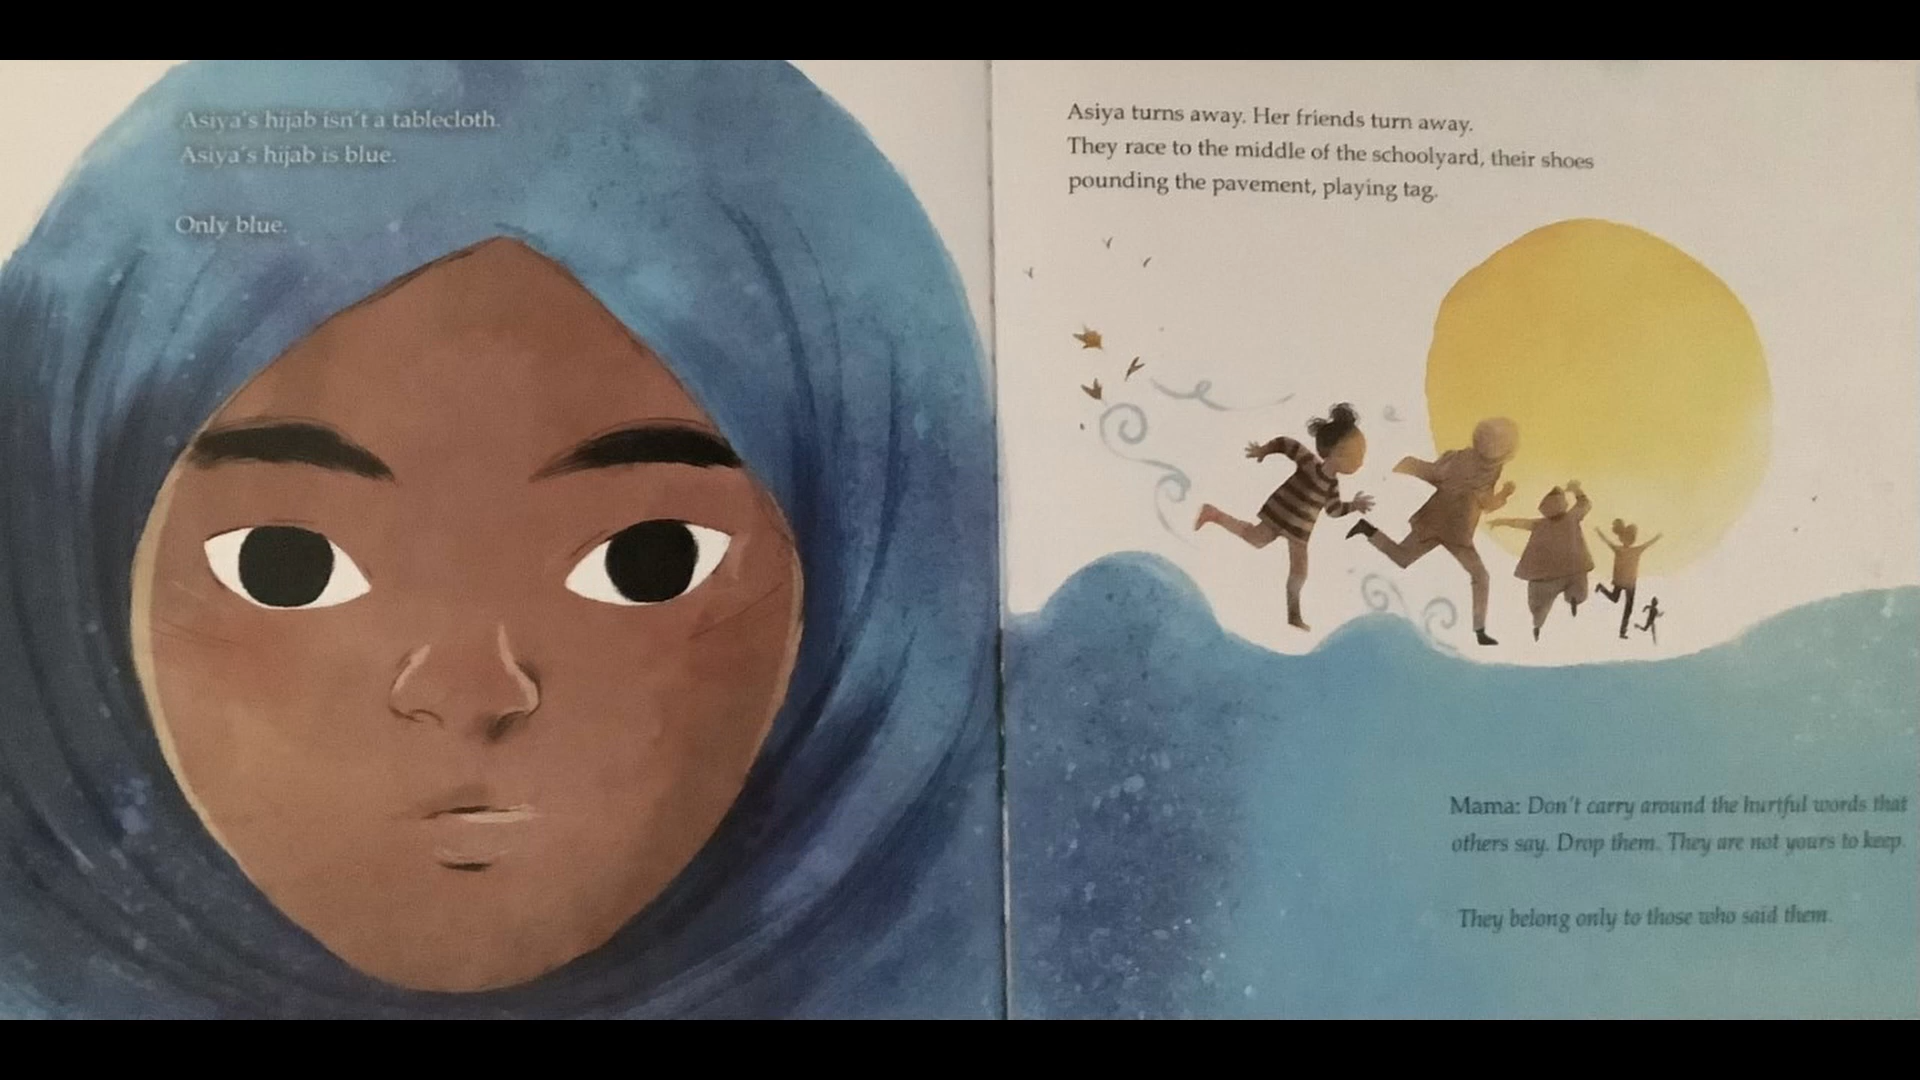 Asiya's hijab isn't a tablecloth.
Asiya's hijab is blue.
Only blue.
Asiya turns away. Her friends turn away.
They race to the middle of the schoolyard, their shoes
pounding the pavement, playing tag.
Mama: Don't carry around the hurtful words that
others say. Drop them. They are not yours to keep.
They belong only to those who said them.